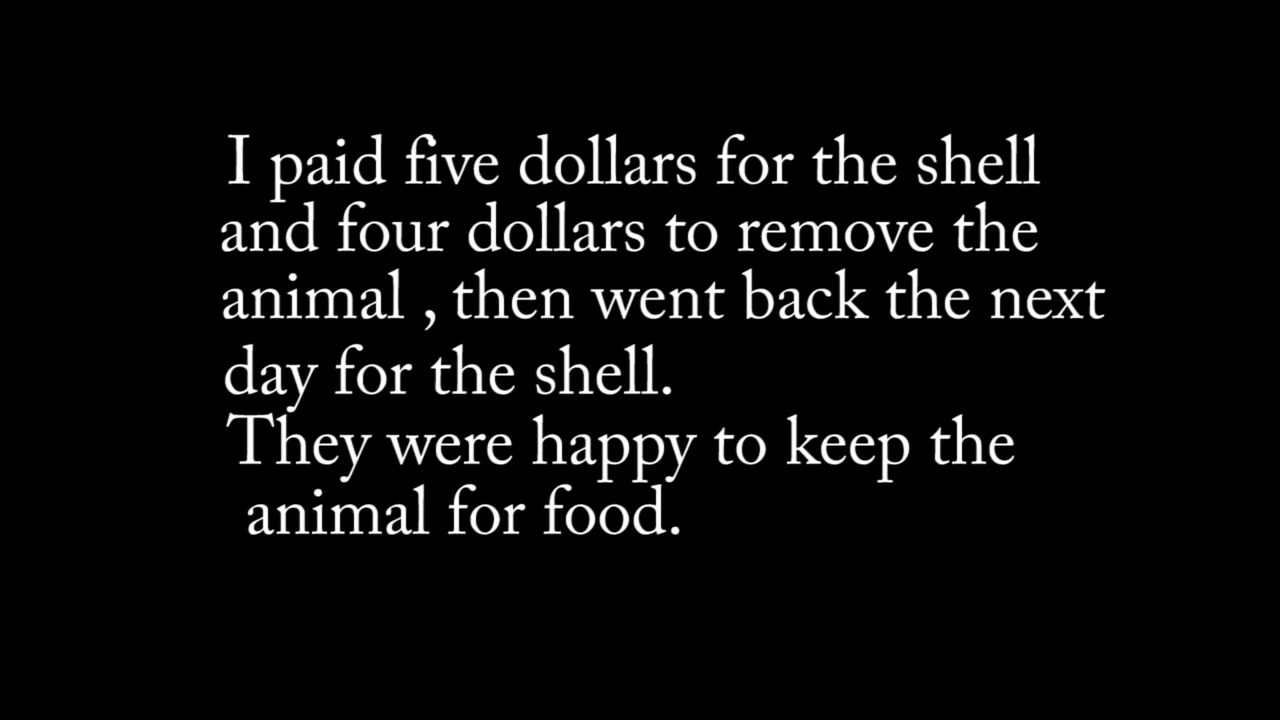 I paid five dollars for the shell
and four dollars to remove the
animal , then went back the next
day for the shell.
They were happy to keep the
animal for food.